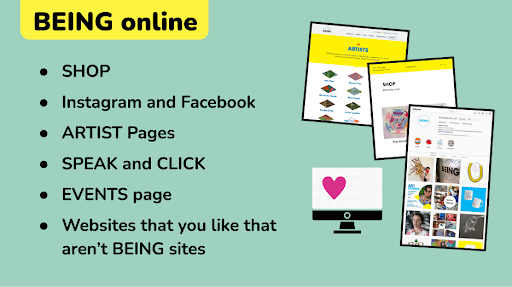 BEING online
● SHOP
● Instagram and Facebook
● ARTIST Pages
● SPEAK and CLICK
● EVENTS page
● Websites that you like that
aren't BEING sites
ARTISTS
SHOP